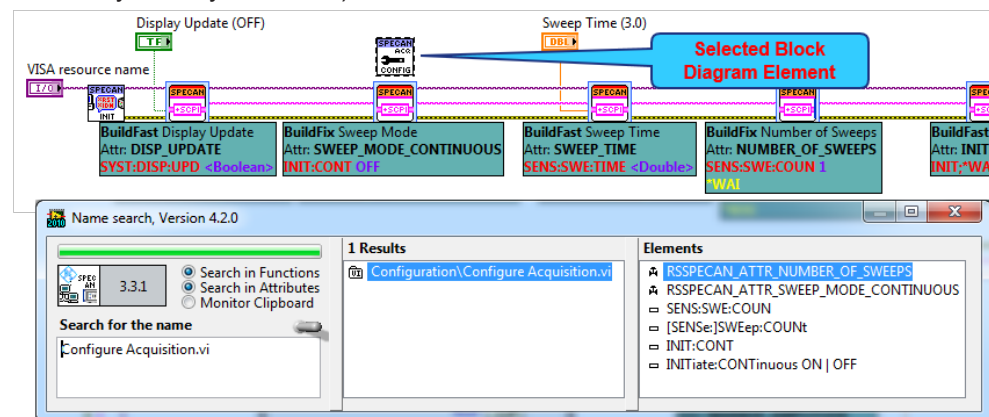 Display Update (OFF)
Sweep Time (3.0)
TF
SPECAN
ACQ
CONFIG
DBL
Selected Block
Diagram Element
VISA resource name
I/O
SPECAN
INIT
SPECAN
SCPI
SPECAN
SCPI
SPECAN
SCPI
SPECAN
SCPI
BuildFast Display Update
Attr: DISP_UPDATE
SYST:DISP:UPD <Boolean>
BuildFix Sweep Mode
Attr: SWEEP_MODE_CONTINUOUS
INIT:CONT OFF
BuildFast Sweep Time
Attr: SWEEP_TIME
SENS:SWE:TIME <Double>
BuildFix Number of Sweeps
Attr: NUMBER_OF_SWEEPS
SENS:SWE:COUN 1
*WAI
BuildFast
Attr: INIT
INIT;*WA
2010
Name search, Version 4.2.0
SPEC
AN
3.3.1
Search in Functions
Search in Attributes
Monitor Clipboard
Search for the name
Configure Acquisition.vi
1 Results
Configuration\Configure Acquisition.vi
Elements
RSSPECAN_ATTR_NUMBER_OF_SWEEPS
RSSPECAN_ATTR_SWEEP_MODE_CONTINUOUS
SENS:SWE:COUN
[SENSe:]SWEep:COUNt
INIT:CONT
INITiate:CONTinuous ON | OFF